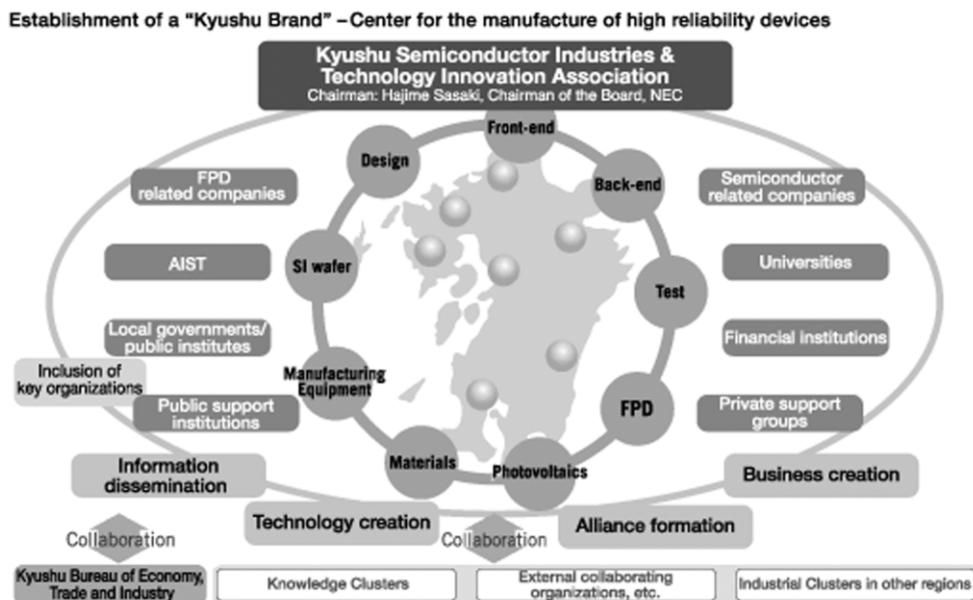 Establishment of a “Kyushu Brand” –Center for the manufacture of high reliability devices
Kyushu Semiconductor Industries &
Technology Innovation Association
Chairman: Hajime Sasaki, Chairman of the Board, NEC
Front-end
Design
Back-end
FPD
related companies
Semiconductor
related companies
AIST
SI wafer
Universities
Test
Local governments/
public institutes
Financial institutions
Inclusion of
key organizations
Manufacturing
Equipment
FPD
Public support
institutions
Private support
groups
Materials
Photovoltaics
Information
dissemination
Business creation
Technology creation
Alliance formation
Collaboration
Collaboration
Kyushu Bureau of Economy,
Trade and Industry
Knowledge Clusters
External collaborating
organizations, etc.
Industrial Clusters in other regions